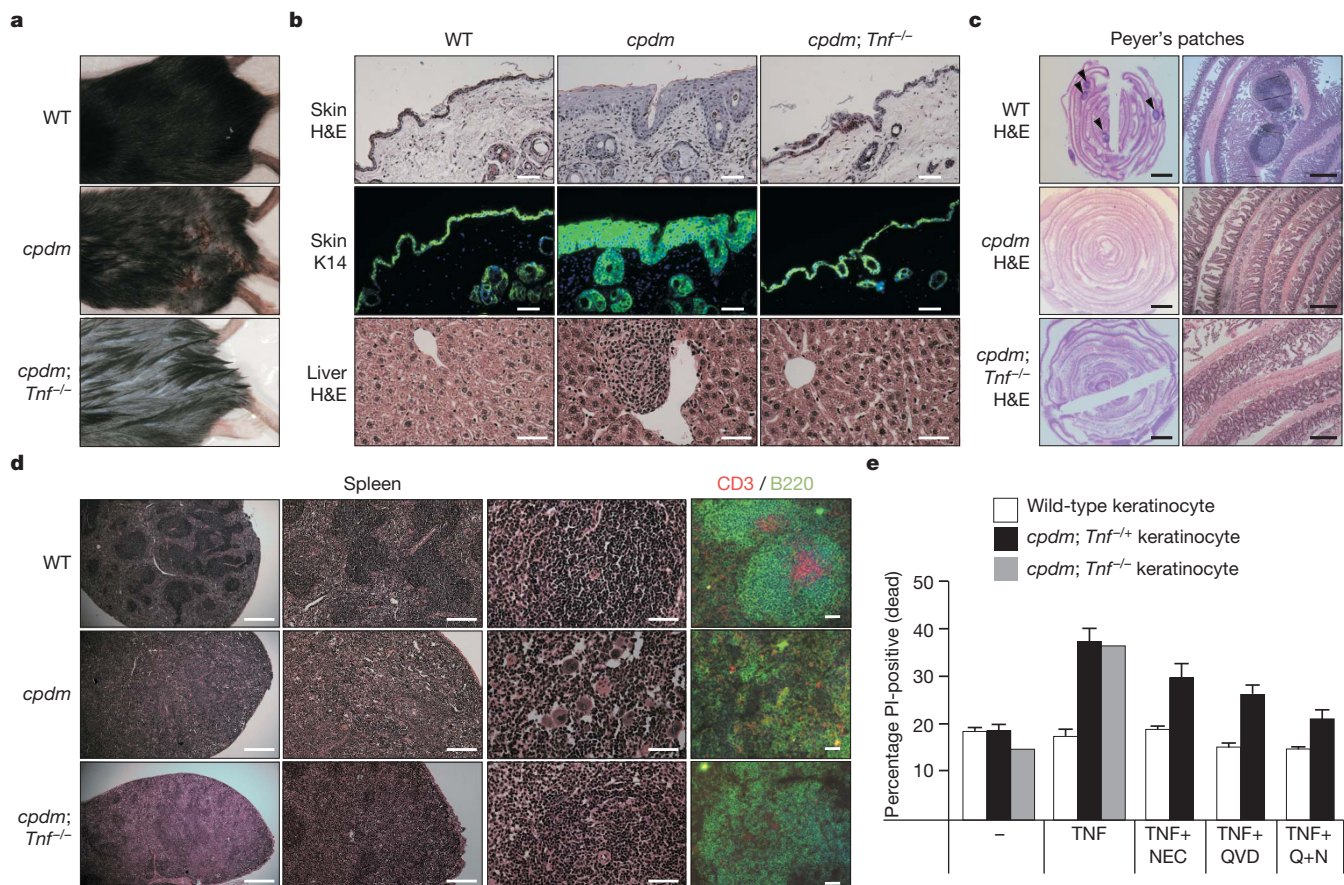 a
WT
cpdm
cpdm;
Tnf−/−
b
WT
cpdm
cpdm; Tnf−/−
Skin
H&E
Skin
K14
Liver
H&E
c
Peyer's patches
WT
H&E
cpdm
H&E
cpdm;
Tnf−/−
H&E
d
Spleen
CD3 / B220
WT
cpdm
cpdm;
Tnf−/−
e
Wild-type keratinocyte
cpdm; Tnf−/+ keratinocyte
cpdm; Tnf−/− keratinocyte
Percentage PI-positive (dead)
50
40
30
20
10
–
TNF
TNF+
NEC
TNF+
QVD
TNF+
Q+N